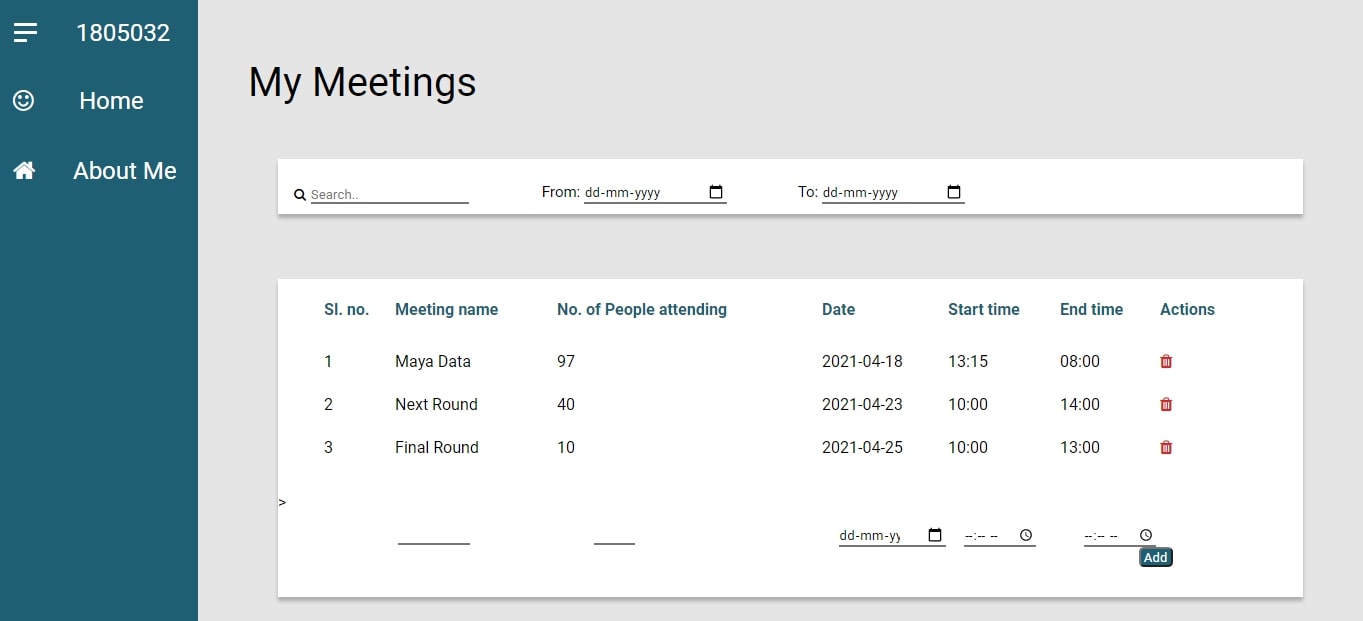 1805032
Home
About Me
My Meetings
Search.. From: dd-mm-yyyy To: dd-mm-yyyy
Sl. no. Meeting name No. of People attending Date Start time End time Actions
1 Maya Data 97 2021-04-18 13:15 08:00
2 Next Round 40 2021-04-23 10:00 14:00
3 Final Round 10 2021-04-25 10:00 13:00
>
dd-mm-yy --:-- -- --:-- --
Add